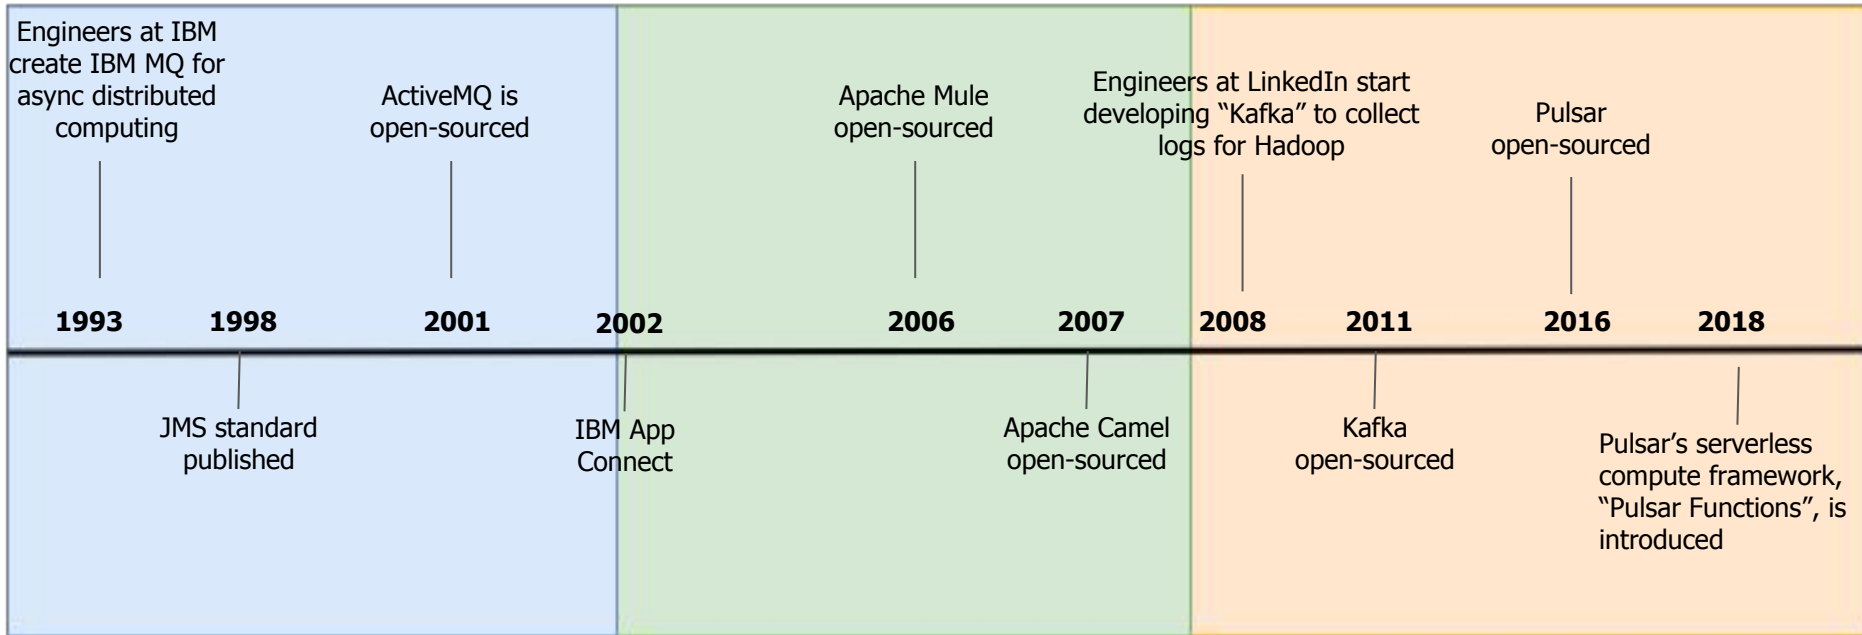 Engineers at IBM
create IBM MQ for
async distributed
computing
ActiveMQ is
open-sourced
Apache Mule
open-sourced
Engineers at LinkedIn start
developing “Kafka” to collect
logs for Hadoop
Pulsar
open-sourced
1993
1998
2001
2002
2006
2007
2008
2011
2016
2018
JMS standard
published
IBM App
Connect
Apache Camel
open-sourced
Kafka
open-sourced
Pulsar’s serverless
compute framework,
“Pulsar Functions”, is
introduced